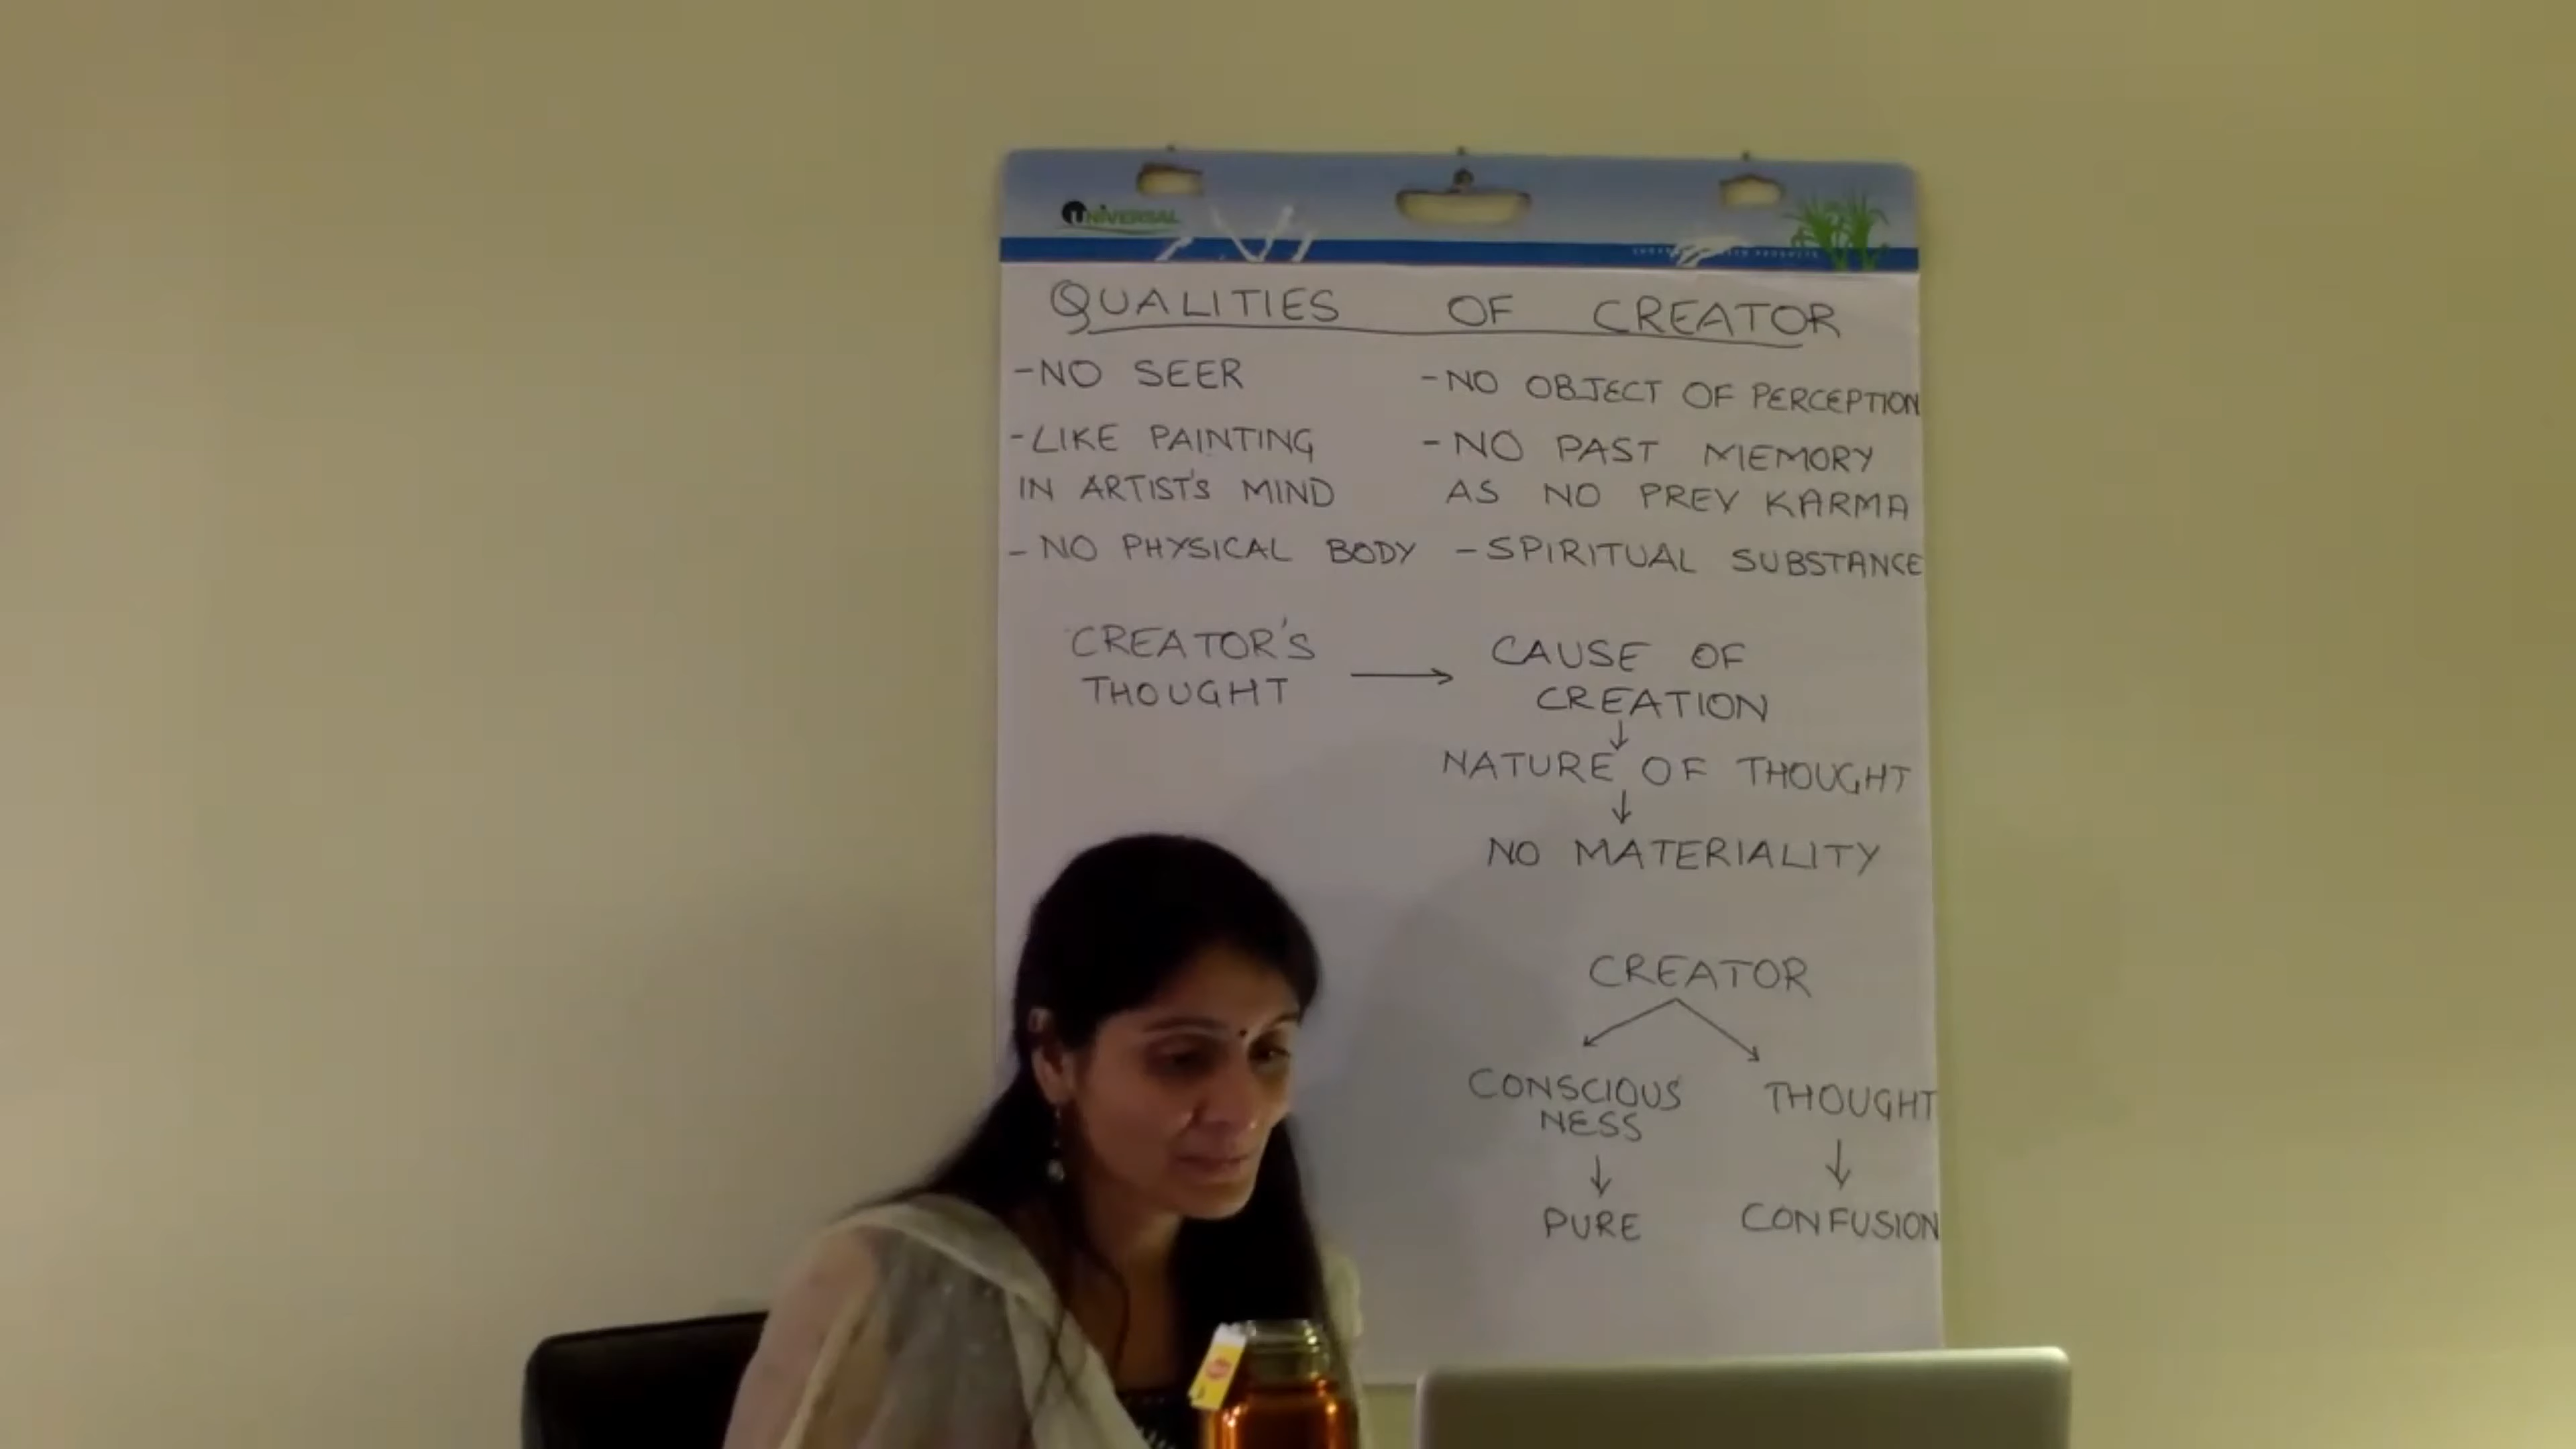 UNIVERSAL
QUALITIES OF CREATOR
-NO SEER
-NO OBJECT OF PERCEPTION
-LIKE PAINTING
IN ARTIST'S MIND
-NO PAST MEMORY
AS NO PREV KARMA
-NO PHYSICAL BODY
-SPIRITUAL SUBSTANCE
CREATOR'S
THOUGHT
→
CAUSE OF
CREATION
↓
NATURE OF THOUGHT
↓
NO MATERIALITY
CREATOR
CONSCIOUS
NESS
↓
PURE
THOUGHT
↓
CONFUSION